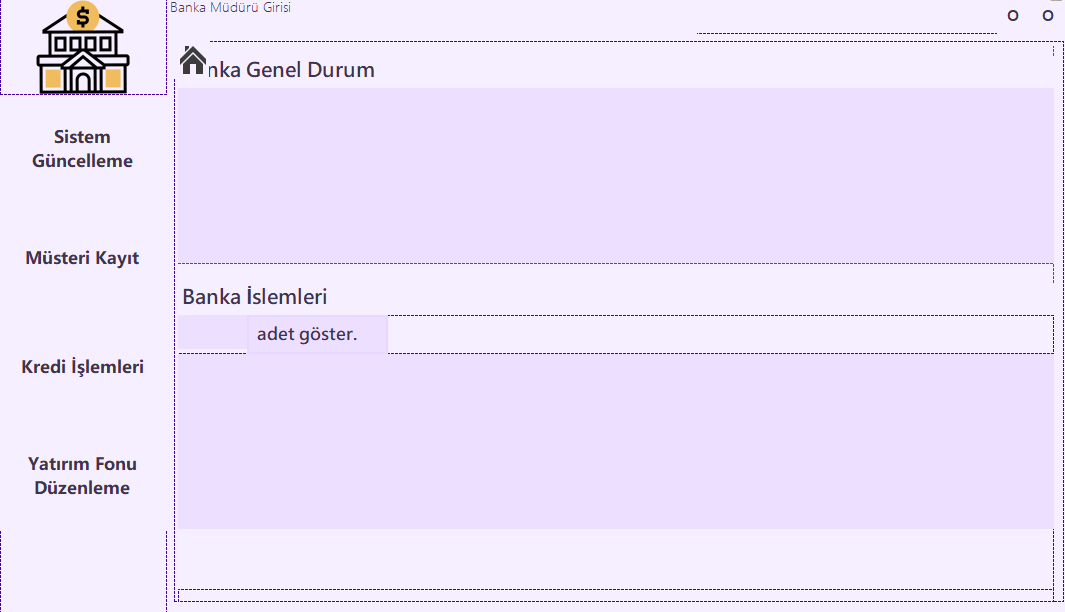 $
Banka Müdürü Girisi
O O
nka Genel Durum
Sistem
Güncelleme
Müsteri Kayıt
Banka İslemleri
adet göster.
Kredi İşlemleri
Yatırım Fonu
Düzenleme